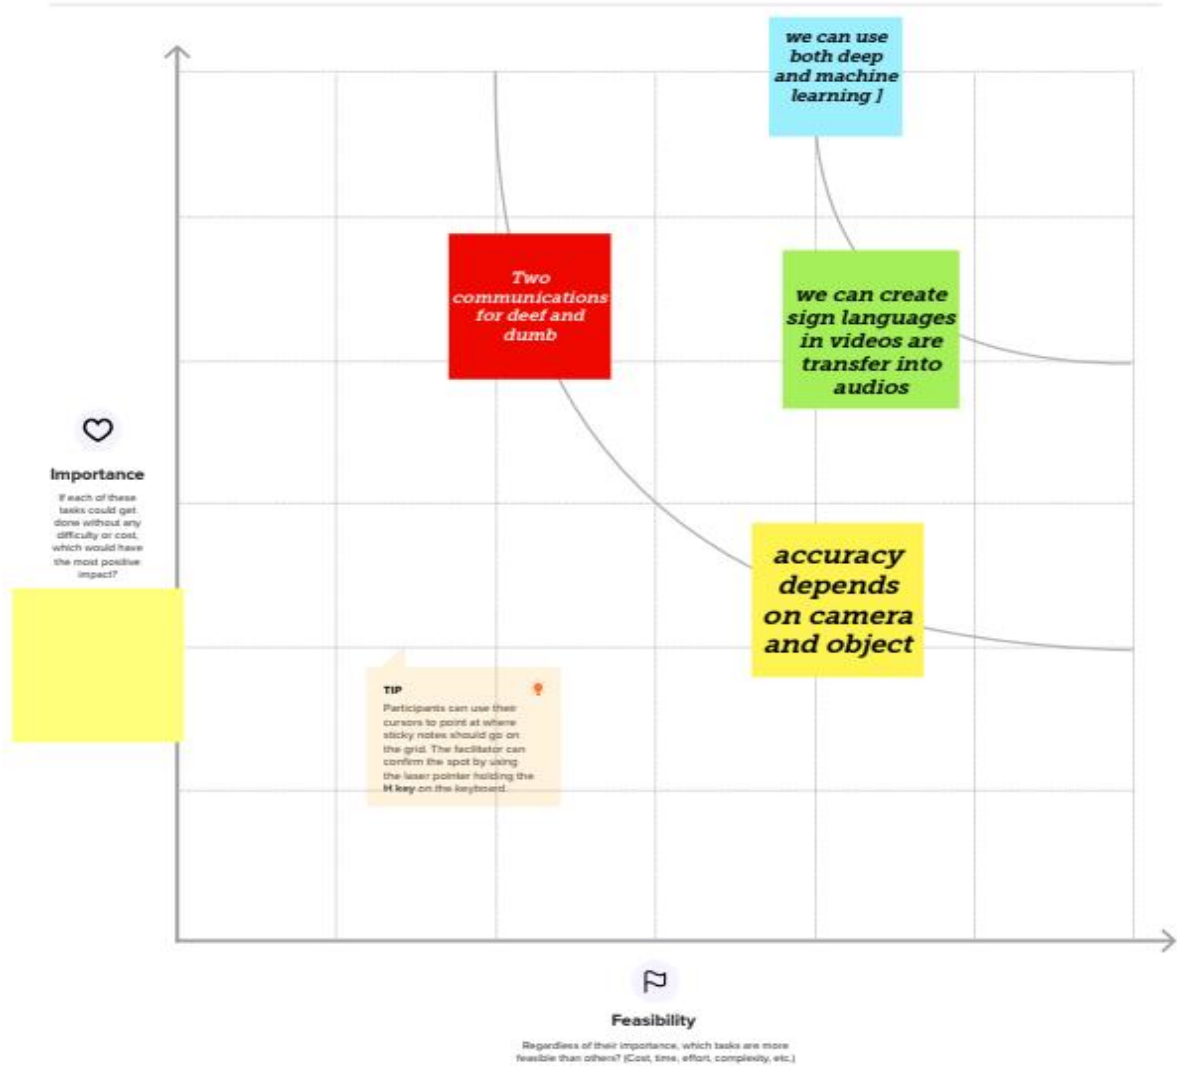 we can use
both deep
and machine
learning ]
Two
communications
for deef and
dumb
we can create
sign languages
in videos are
transfer into
audios
Importance
If each of these
tasks could get
done without any
difficulty or cost,
which would have
the most positive
impact?
accuracy
depends
on camera
and object
TIP
Participants can use their
cursors to point at where
sticky notes should go on
the grid. The facilitator can
confirm the spot by using
the laser pointer holding the
H key on the keyboard.
Feasibility
Regardless of their importance, which tasks are more
feasible than others? (Cost, time, effort, complexity, etc.)